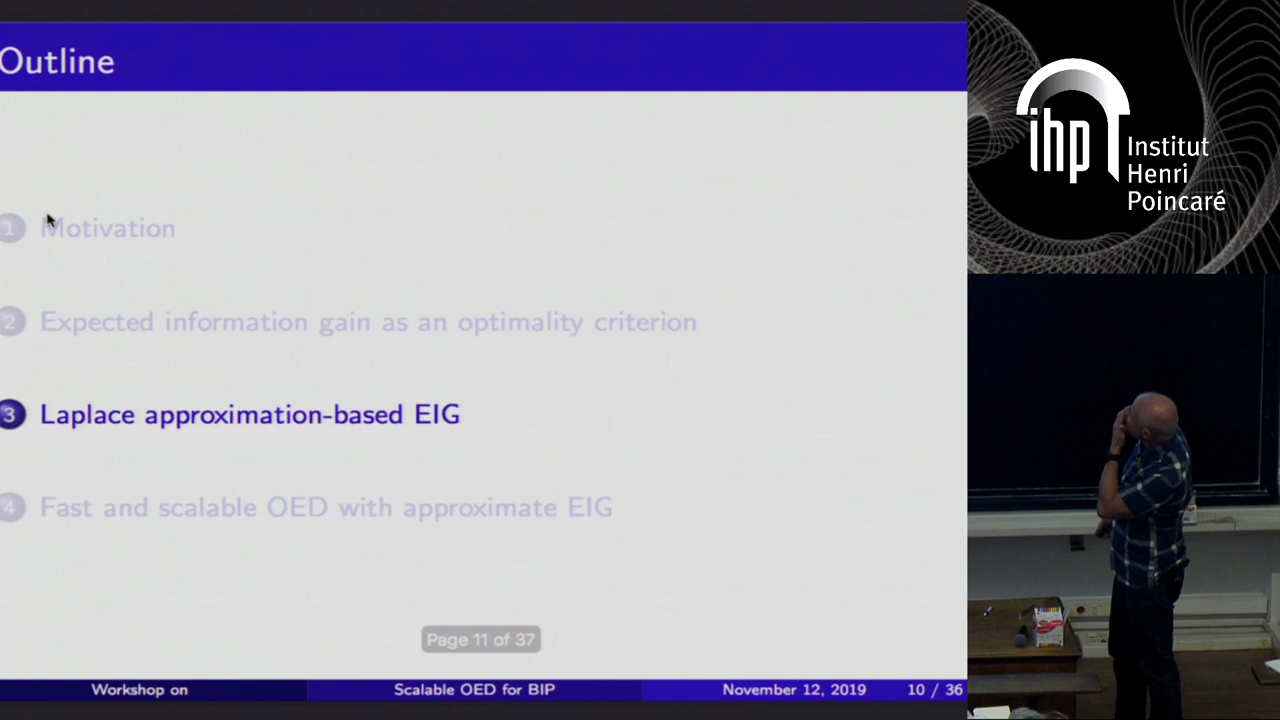 Outline
1 Motivation
2 Expected information gain as an optimality criterion
3 Laplace approximation-based EIG
4 Fast and scalable OED with approximate EIG
Page 11 of 37
Workshop on
Scalable OED for BIP
November 12, 2019
10 / 36
ihp
Institut
Henri
Poincaré